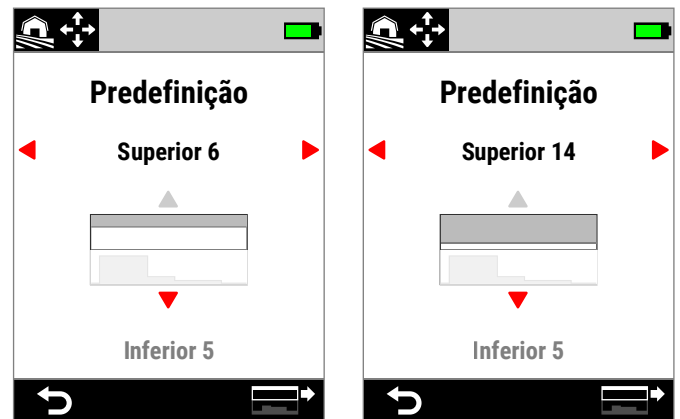 Predefinição
Superior 6
Inferior 5
Predefinição
Superior 14
Inferior 5